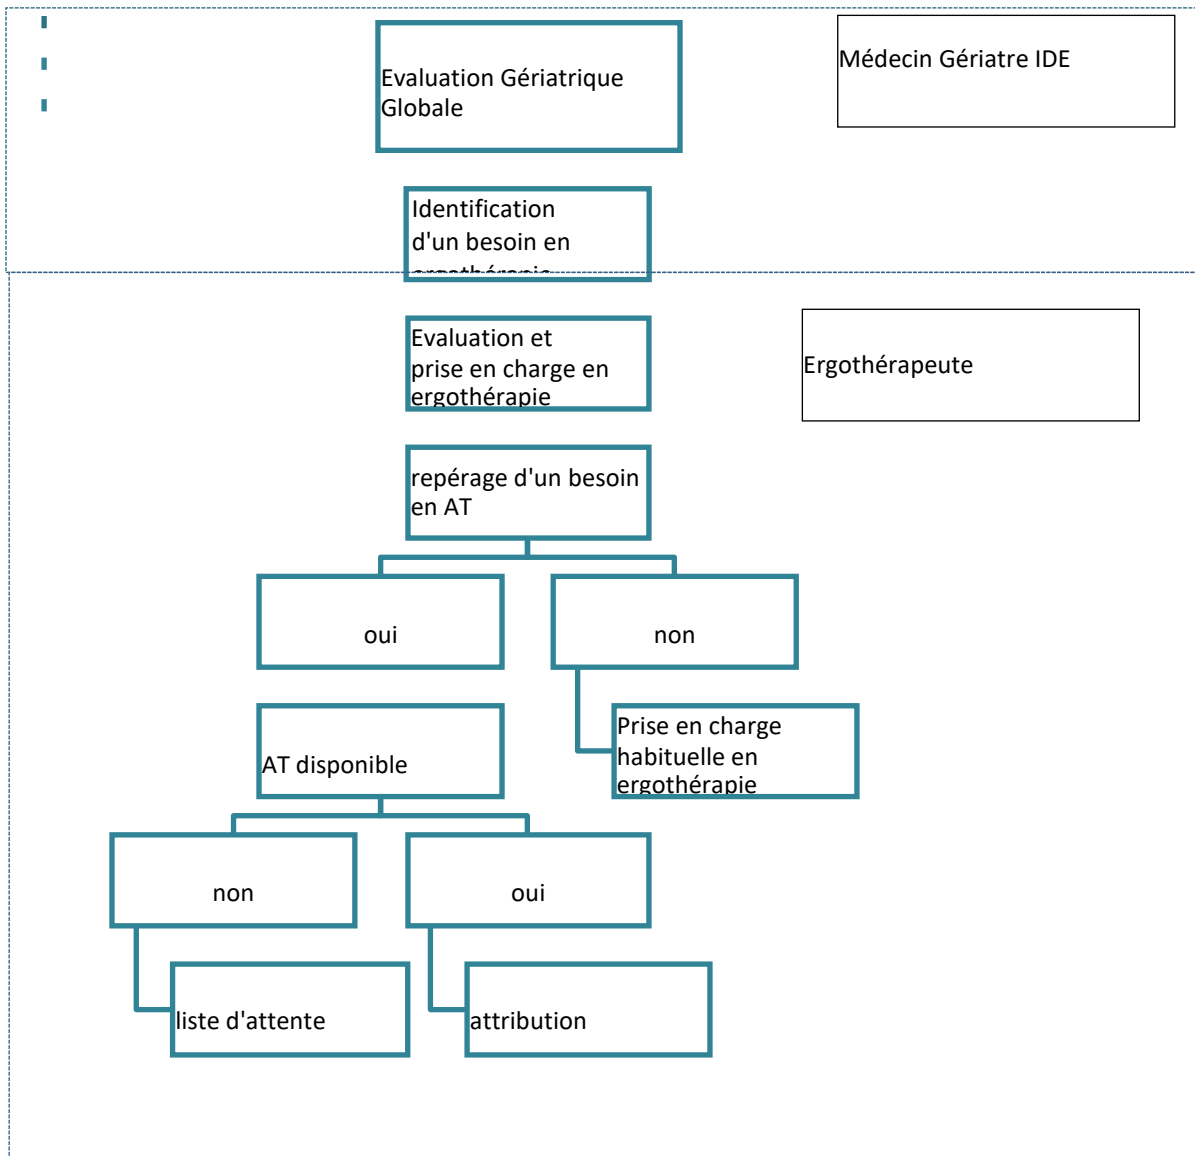 Evaluation Gériatrique
Globale
Médecin Gériatre IDE
Identification
d'un besoin en
ergothérapie
Evaluation et
prise en charge en
ergothérapie
Ergothérapeute
repérage d'un besoin
en AT
oui
non
AT disponible
Prise en charge
habituelle en
ergothérapie
non
oui
liste d'attente
attribution